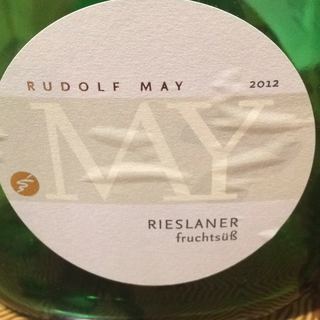 RUDOLF MAY 2012
MAY
RIESLANER
fruchtsüß